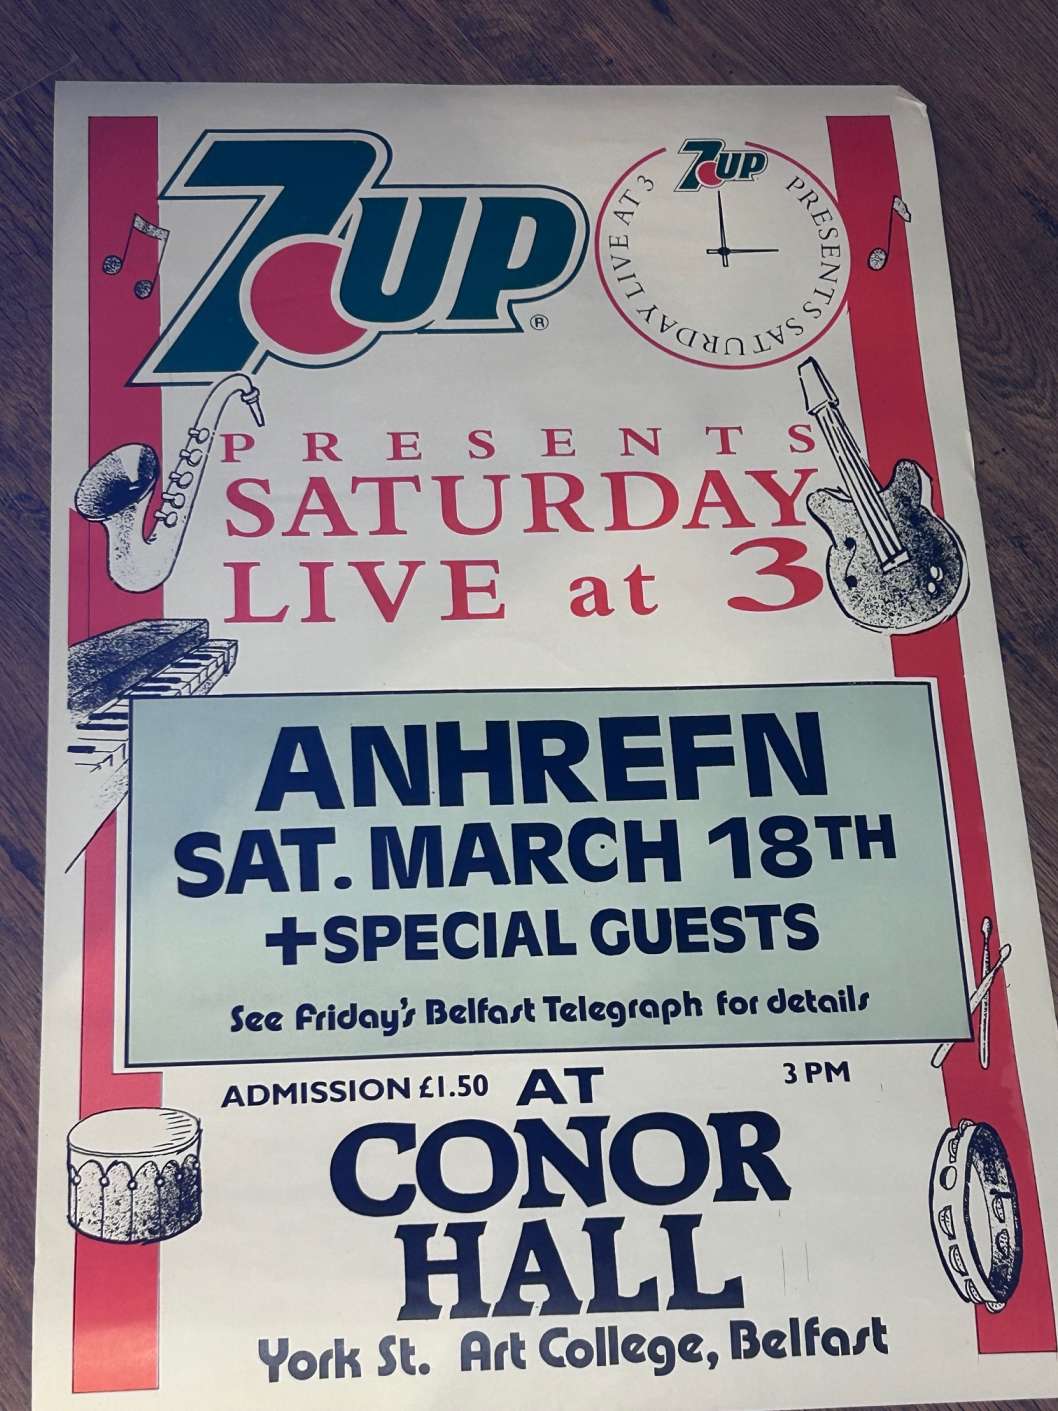 7UP ®
7UP PRESENTS SATURDAY LIVE AT 3
PRESENTS
SATURDAY
LIVE at 3
ANHREFN
SAT. MARCH 18TH
+SPECIAL GUESTS
See Friday's Belfast Telegraph for details
ADMISSION £1.50 AT 3 PM
CONOR
HALL
York St. Art College, Belfast